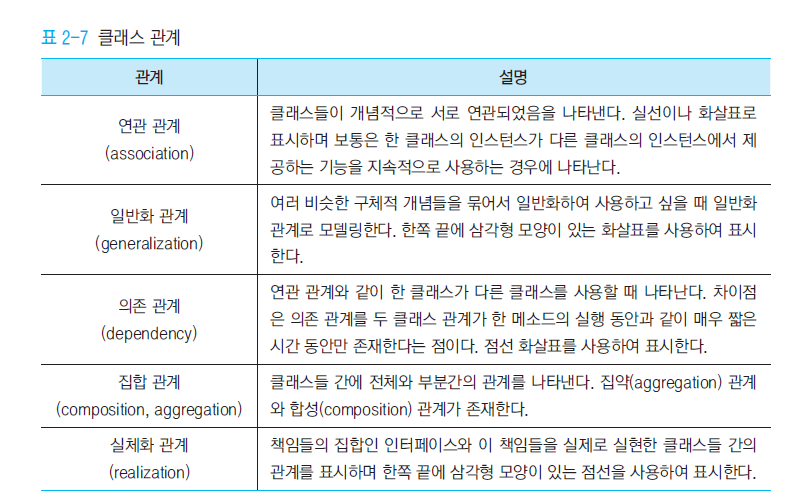 표 2-7 클래스 관계
관계 설명
연관 관계
(association)
클래스들이 개념적으로 서로 연관되었음을 나타낸다. 실선이나 화살표로
표시하며 보통은 한 클래스의 인스턴스가 다른 클래스의 인스턴스에서 제
공하는 기능을 지속적으로 사용하는 경우에 나타난다.
일반화 관계
(generalization)
여러 비슷한 구체적 개념들을 묶어서 일반화하여 사용하고 싶을 때 일반화
관계로 모델링한다. 한쪽 끝에 삼각형 모양이 있는 화살표를 사용하여 표시
한다.
의존 관계
(dependency)
연관 관계와 같이 한 클래스가 다른 클래스를 사용할 때 나타난다. 차이점
은 의존 관계를 두 클래스 관계가 한 메소드의 실행 동안과 같이 매우 짧은
시간 동안만 존재한다는 점이다. 점선 화살표를 사용하여 표시한다.
집합 관계
(composition, aggregation)
클래스들 간에 전체와 부분간의 관계를 나타낸다. 집약(aggregation) 관계
와 합성(composition) 관계가 존재한다.
실체화 관계
(realization)
책임들의 집합인 인터페이스와 이 책임들을 실제로 실현한 클래스들 간의
관계를 표시하며 한쪽 끝에 삼각형 모양이 있는 점선을 사용하여 표시한다.